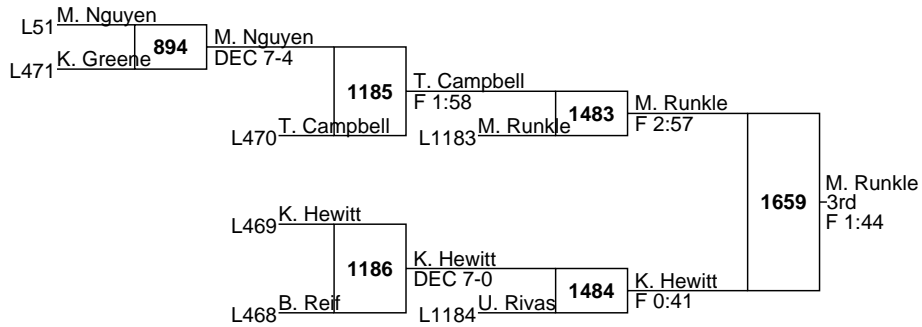 M. Nguyen
L51
894
M. Nguyen
DEC 7-4
K. Greene
L471
1185
T. Campbell
F 1:58
T. Campbell
L470
1483
M. Runkle
F 2:57
M. Runkle
L1183
1659
M. Runkle
3rd
F 1:44
K. Hewitt
L469
1186
K. Hewitt
DEC 7-0
B. Reif
L468
1484
K. Hewitt
F 0:41
U. Rivas
L1184